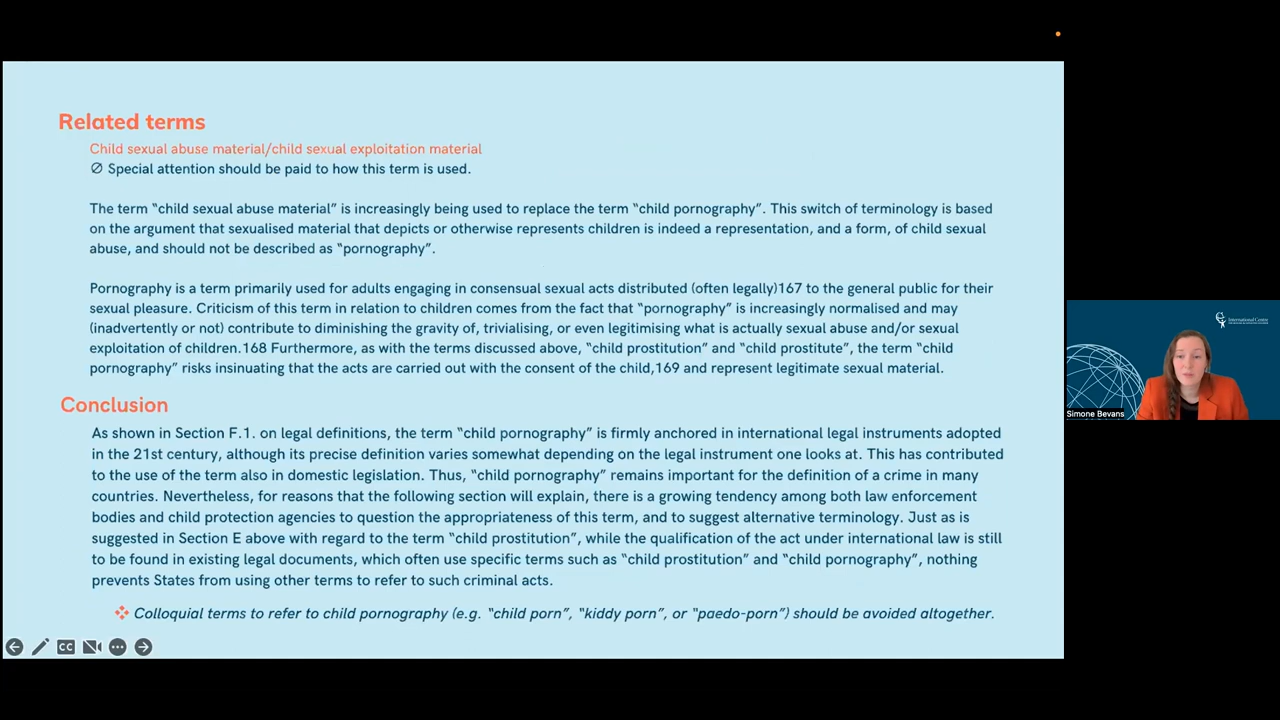 Related terms
Child sexual abuse material/child sexual exploitation material
∅ Special attention should be paid to how this term is used.
The term “child sexual abuse material” is increasingly being used to replace the term “child pornography”. This switch of terminology is based
on the argument that sexualised material that depicts or otherwise represents children is indeed a representation, and a form, of child sexual
abuse, and should not be described as “pornography”.
Pornography is a term primarily used for adults engaging in consensual sexual acts distributed (often legally)167 to the general public for their
sexual pleasure. Criticism of this term in relation to children comes from the fact that “pornography” is increasingly normalised and may
(inadvertently or not) contribute to diminishing the gravity of, trivialising, or even legitimising what is actually sexual abuse and/or sexual
exploitation of children.168 Furthermore, as with the terms discussed above, “child prostitution” and “child prostitute”, the term “child
pornography” risks insinuating that the acts are carried out with the consent of the child,169 and represent legitimate sexual material.
Conclusion
As shown in Section F.1. on legal definitions, the term “child pornography” is firmly anchored in international legal instruments adopted
in the 21st century, although its precise definition varies somewhat depending on the legal instrument one looks at. This has contributed
to the use of the term also in domestic legislation. Thus, “child pornography” remains important for the definition of a crime in many
countries. Nevertheless, for reasons that the following section will explain, there is a growing tendency among both law enforcement
bodies and child protection agencies to question the appropriateness of this term, and to suggest alternative terminology. Just as is
suggested in Section E above with regard to the term “child prostitution”, while the qualification of the act under international law is still
to be found in existing legal documents, which often use specific terms such as “child prostitution” and “child pornography”, nothing
prevents States from using other terms to refer to such criminal acts.
❖ Colloquial terms to refer to child pornography (e.g. “child porn”, “kiddy porn”, or “paedo-porn”) should be avoided altogether.
CC
International Centre
Simone Bevans